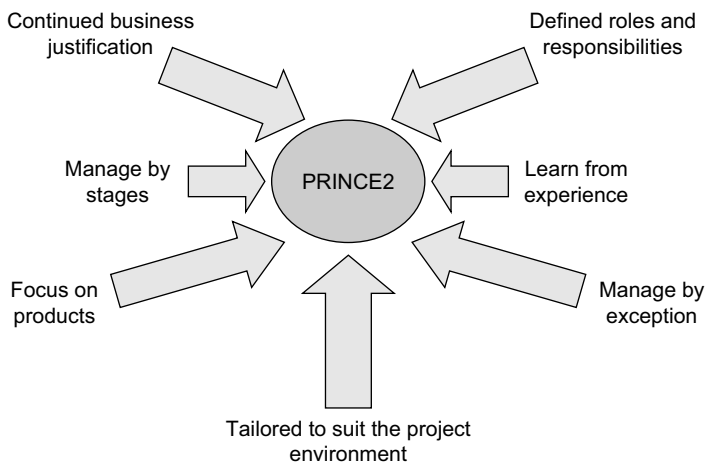 Continued business
justification
Defined roles and
responsibilities
Manage by
stages
PRINCE2
Learn from
experience
Focus on
products
Manage by
exception
Tailored to suit the project
environment